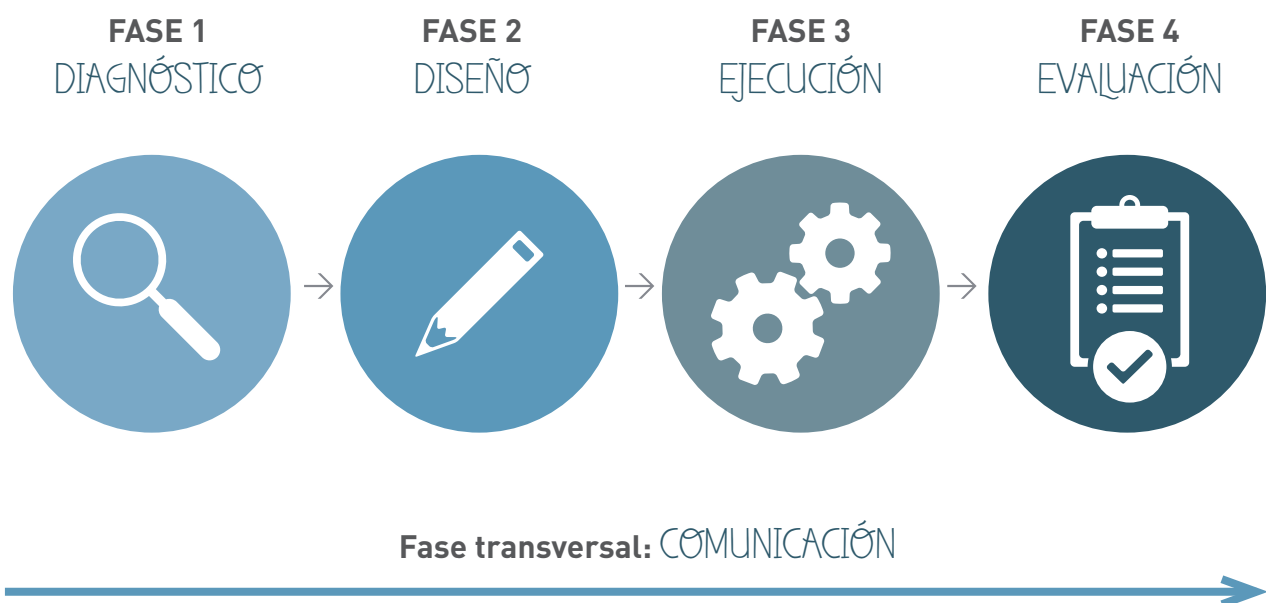 FASE 1
DIAGNÓSTICO
FASE 2
DISEÑO
FASE 3
EJECUCIÓN
FASE 4
EVALUACIÓN
Fase transversal: COMUNICACIÓN